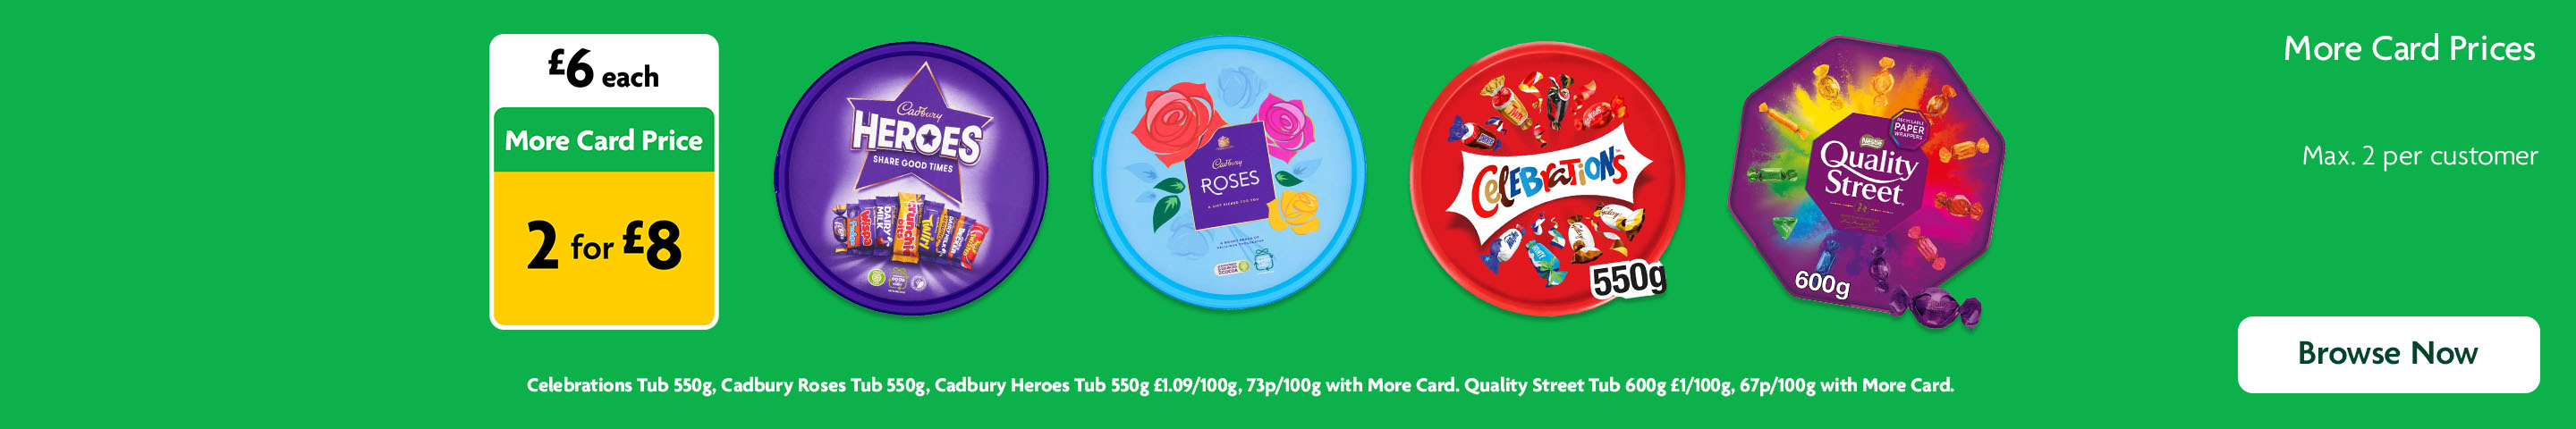 £6 each
More Card Price
2 for £8
Cadbury
HEROES
SHARE GOOD TIMES
Cadbury
ROSES
CELEBRATIONS
550g
Nestlé
Quality
Street
RECYCLABLE
PAPER
WRAPPERS
600g
More Card Prices
Max. 2 per customer
Browse Now
Celebrations Tub 550g, Cadbury Roses Tub 550g, Cadbury Heroes Tub 550g £1.09/100g, 73p/100g with More Card. Quality Street Tub 600g £1/100g, 67p/100g with More Card.